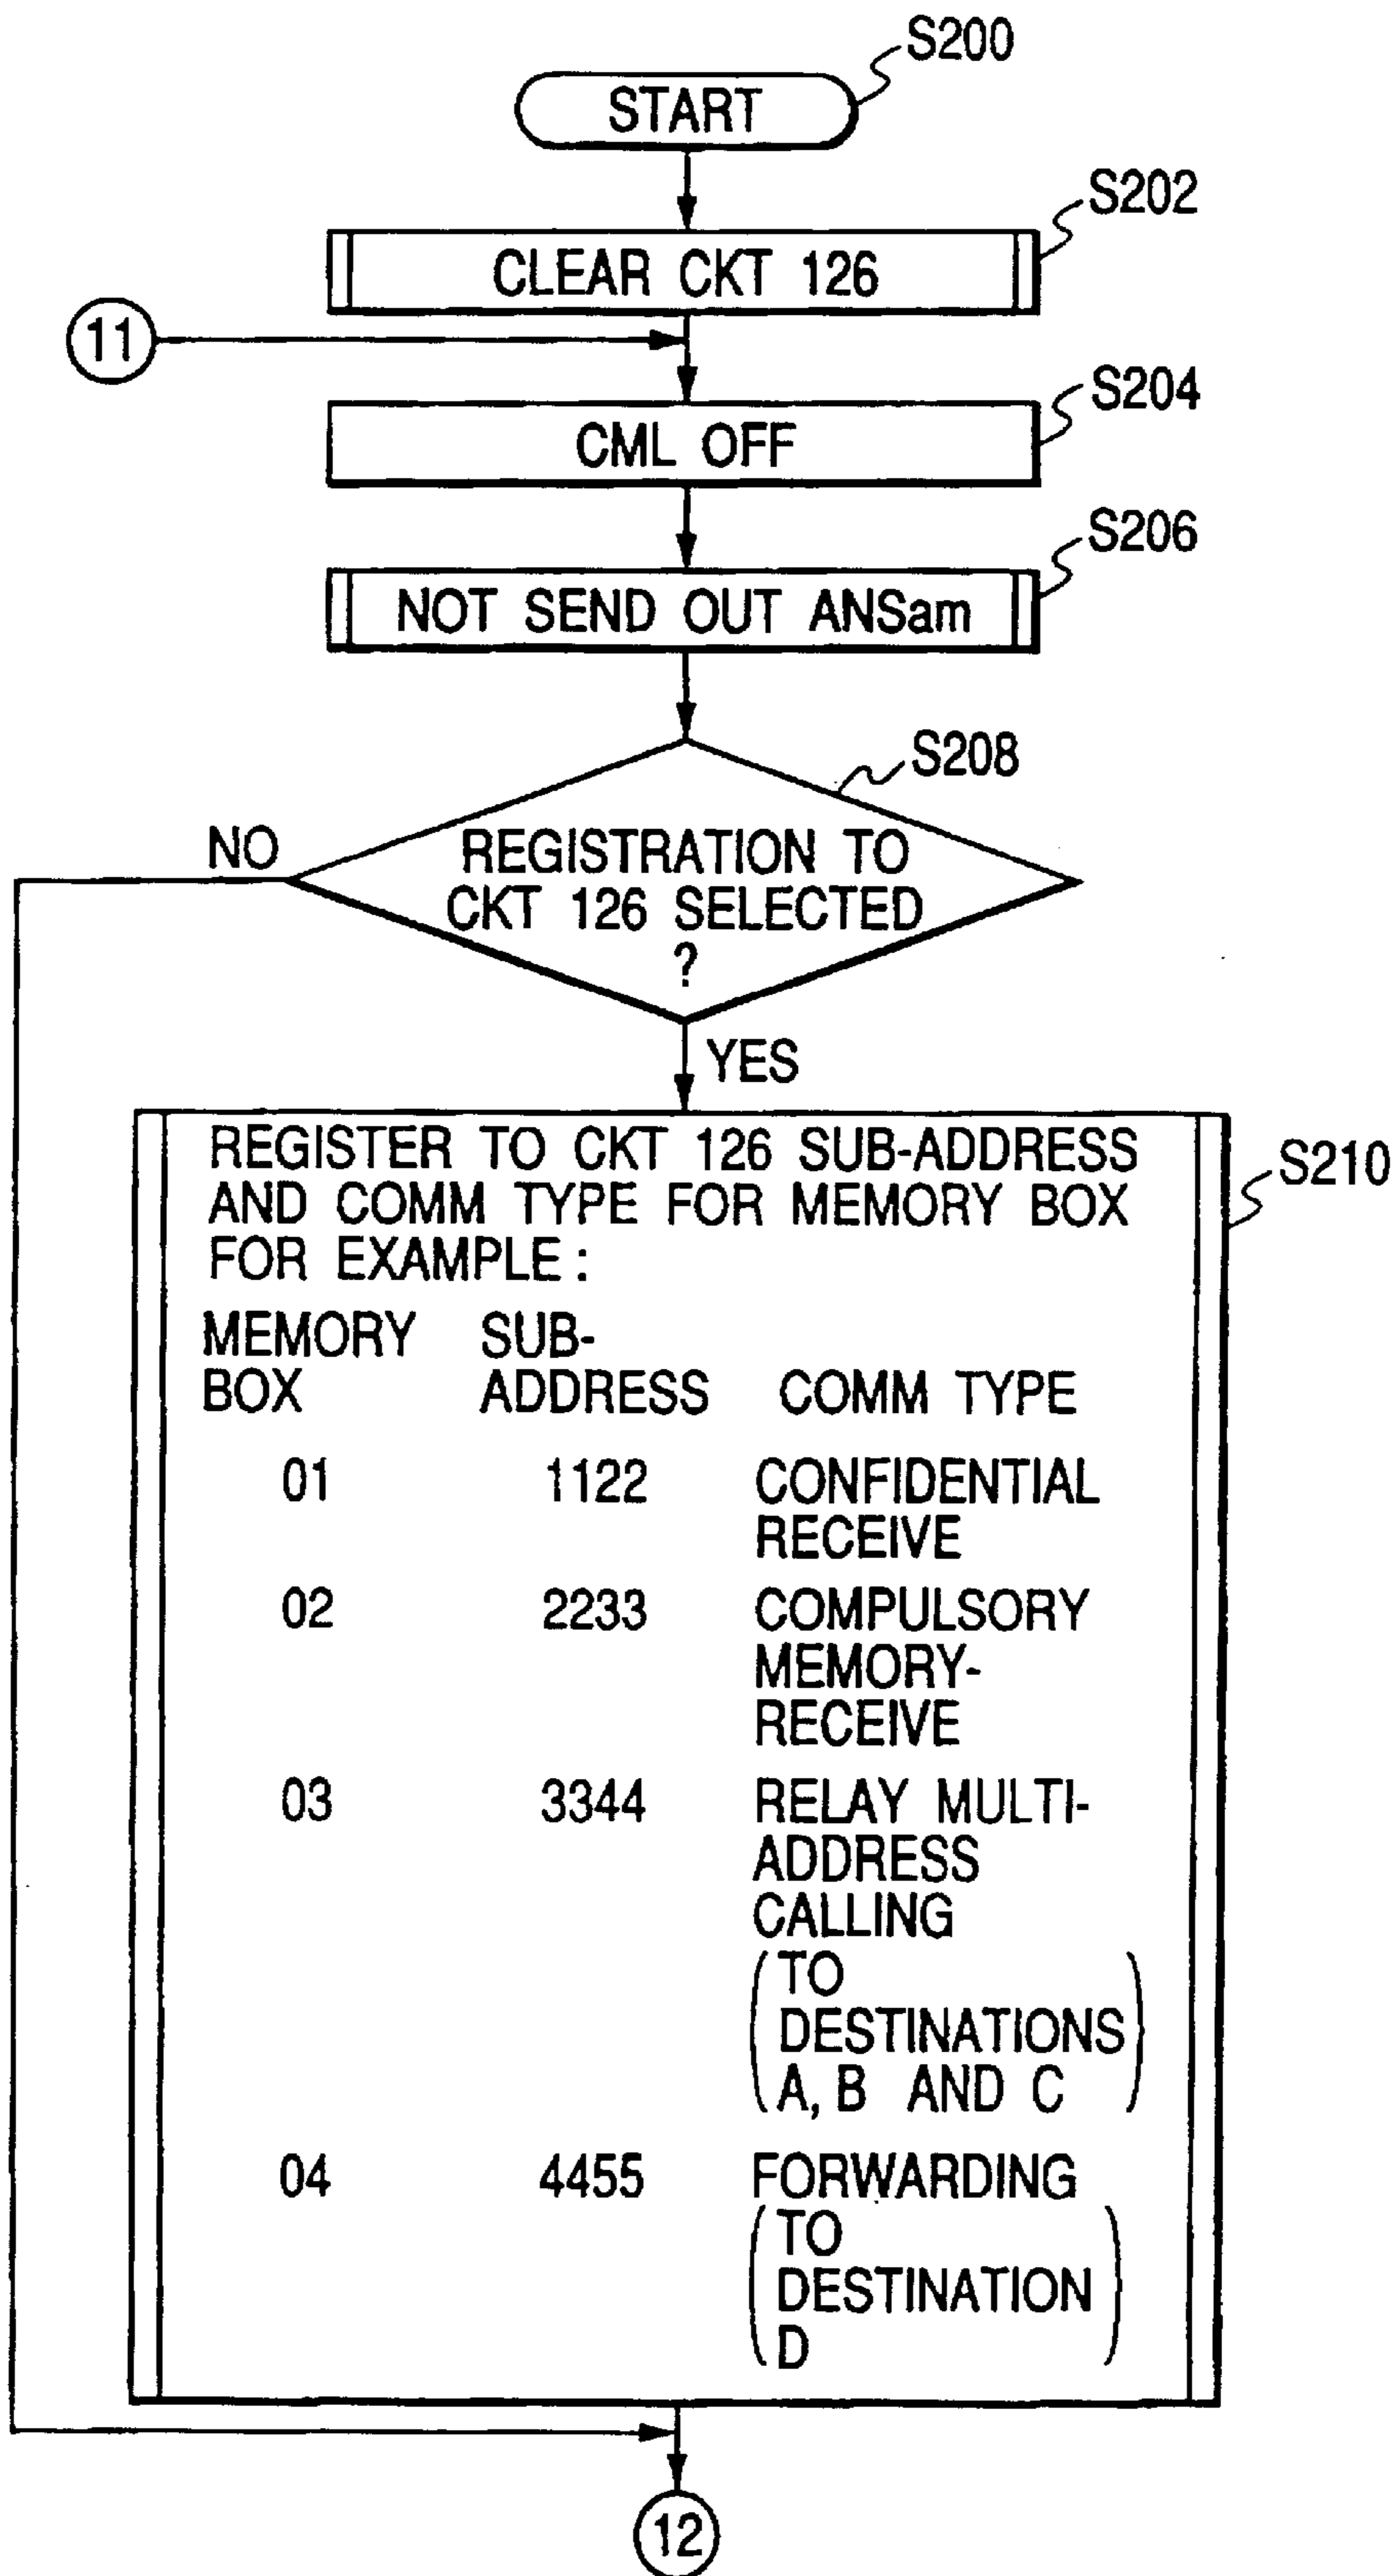 S200
START
S202
CLEAR CKT 126
11
S204
CML OFF
S206
NOT SEND OUT ANSam
S208
NO
REGISTRATION TO
CKT 126 SELECTED
?
YES
REGISTER TO CKT 126 SUB-ADDRESS
AND COMM TYPE FOR MEMORY BOX
FOR EXAMPLE :
S210
MEMORY SUB-
BOX ADDRESS COMM TYPE
01 1122 CONFIDENTIAL
RECEIVE
02 2233 COMPULSORY
MEMORY-
RECEIVE
03 3344 RELAY MULTI-
ADDRESS
CALLING
(TO
DESTINATIONS
A, B AND C)
04 4455 FORWARDING
(TO
DESTINATION
D)
12